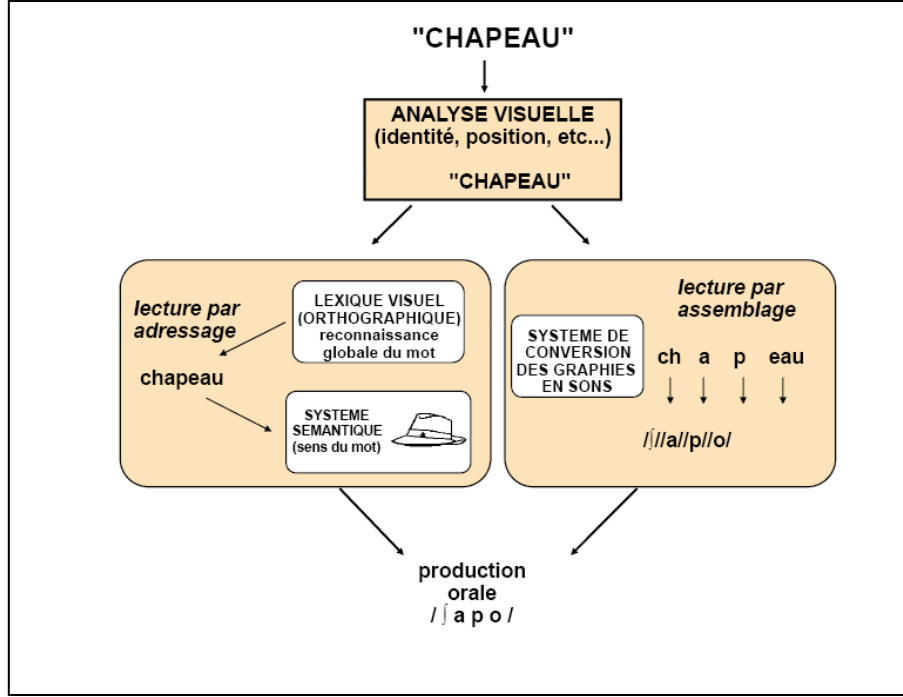 "CHAPEAU"
ANALYSE VISUELLE
(identité, position, etc...)
"CHAPEAU"
lecture par
adressage
LEXIQUE VISUEL
(ORTHOGRAPHIQUE)
reconnaissance
globale du mot
chapeau
SYSTEME
SEMANTIQUE
(sens du mot)
lecture par
assemblage
SYSTEME DE
CONVERSION
DES GRAPHIES
EN SONS
ch a p eau
/ʃ//a//p//o/
production
orale
/ ʃ a p o /